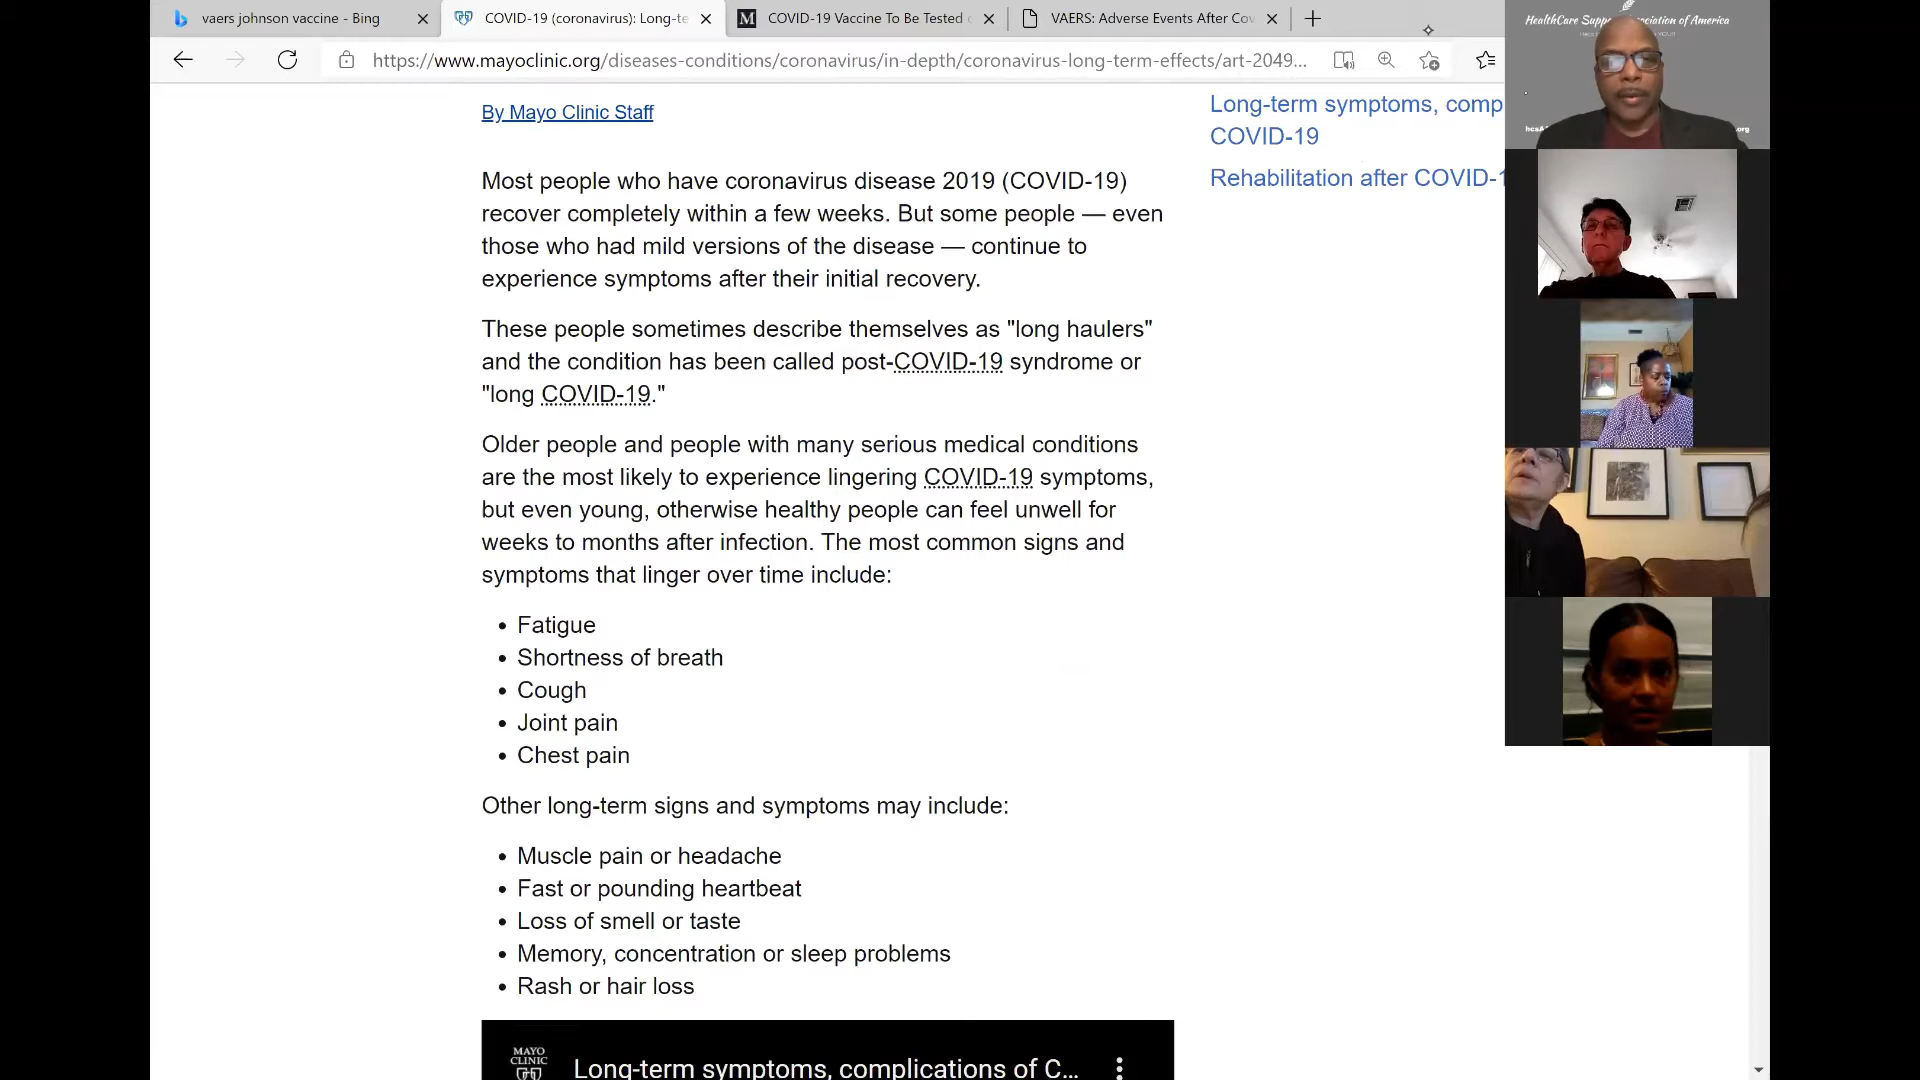 vaers johnson vaccine - Bing
COVID-19 (coronavirus): Long-te
COVID-19 Vaccine To Be Tested
VAERS: Adverse Events After Cov
https://www.mayoclinic.org/diseases-conditions/coronavirus/in-depth/coronavirus-long-term-effects/art-2049...
By Mayo Clinic Staff
Most people who have coronavirus disease 2019 (COVID-19)
recover completely within a few weeks. But some people — even
those who had mild versions of the disease — continue to
experience symptoms after their initial recovery.
These people sometimes describe themselves as "long haulers"
and the condition has been called post-COVID-19 syndrome or
"long COVID-19."
Older people and people with many serious medical conditions
are the most likely to experience lingering COVID-19 symptoms,
but even young, otherwise healthy people can feel unwell for
weeks to months after infection. The most common signs and
symptoms that linger over time include:
• Fatigue
• Shortness of breath
• Cough
• Joint pain
• Chest pain
Other long-term signs and symptoms may include:
• Muscle pain or headache
• Fast or pounding heartbeat
• Loss of smell or taste
• Memory, concentration or sleep problems
• Rash or hair loss
MAYO
CLINIC
Long-term symptoms, complications of C...
Long-term symptoms, comp
COVID-19
Rehabilitation after COVID-1
HealthCare Supp ociation of America
.org